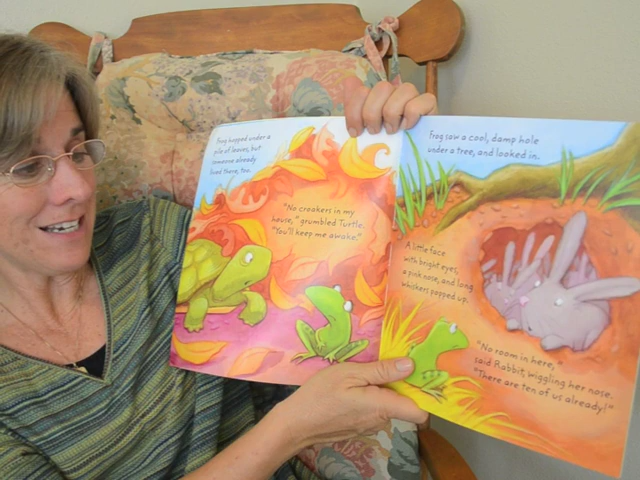 Frog hopped under a
pile of leaves, but
someone already
lived there, too.
"No croakers in my
house," grumbled Turtle.
"You'll keep me awake."
Frog saw a cool, damp hole
under a tree, and looked in.
A little face
with bright eyes,
a pink nose, and long
whiskers popped up.
"No room in here,"
said Rabbit, wiggling her nose.
"There are ten of us already!"